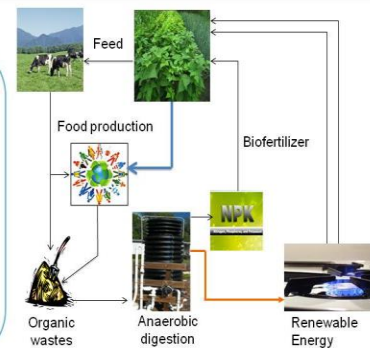 Feed
Food production
Biofertilizer
NPK
Organic
wastes
Anaerobic
digestion
Renewable
Energy